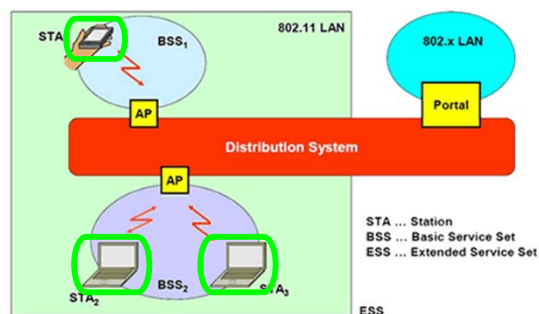 802.11 LAN
STA
BSS1
802.x LAN
AP
Portal
Distribution System
AP
STA ... Station
BSS ... Basic Service Set
ESS ... Extended Service Set
STA2
BSS2
STA3
ESS